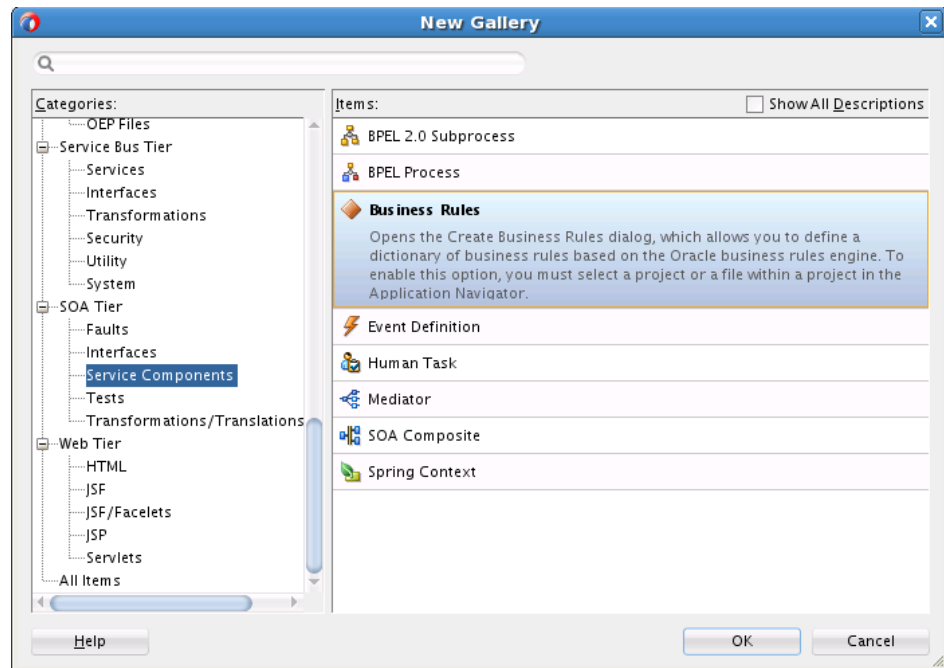 New Gallery
Categories:
OEP Files
Service Bus Tier
Services
Interfaces
Transformations
Security
Utility
System
SOA Tier
Faults
Interfaces
Service Components
Tests
Transformations/Translations
Web Tier
HTML
JSF
JSF/Facelets
JSP
Servlets
All Items
Items:
Show All Descriptions
BPEL 2.0 Subprocess
BPEL Process
Business Rules
Opens the Create Business Rules dialog, which allows you to define a
dictionary of business rules based on the Oracle business rules engine. To
enable this option, you must select a project or a file within a project in the
Application Navigator.
Event Definition
Human Task
Mediator
SOA Composite
Spring Context
Help
OK
Cancel